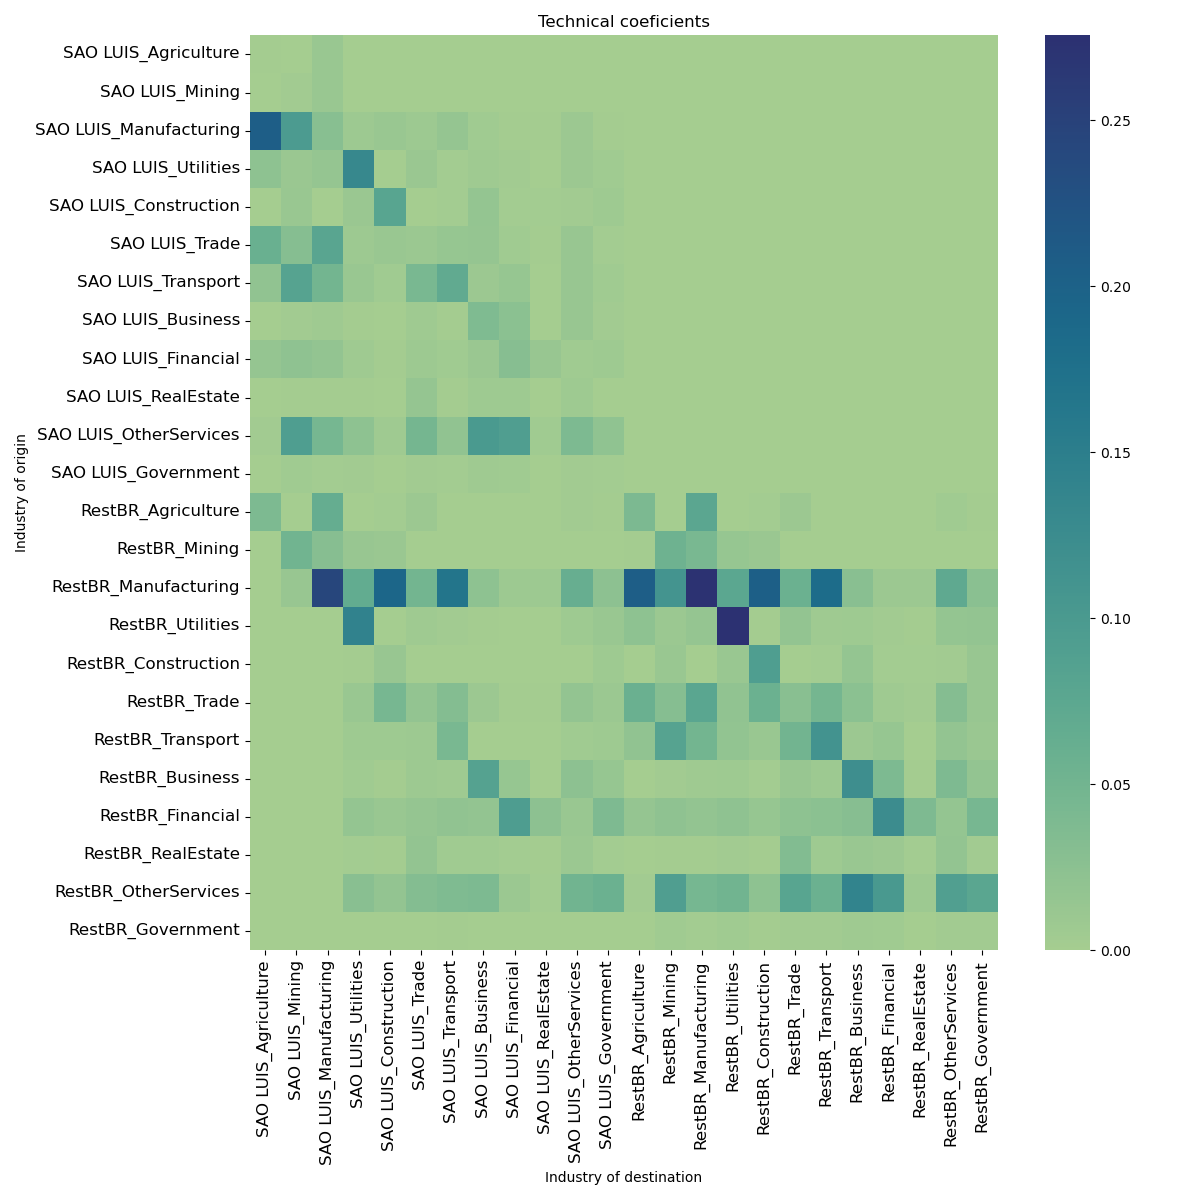 Technical coeficients
SAO LUIS_Agriculture
SAO LUIS_Mining
SAO LUIS_Manufacturing
SAO LUIS_Utilities
SAO LUIS_Construction
SAO LUIS_Trade
SAO LUIS_Transport
SAO LUIS_Business
SAO LUIS_Financial
SAO LUIS_RealEstate
SAO LUIS_OtherServices
SAO LUIS_Government
RestBR_Agriculture
RestBR_Mining
RestBR_Manufacturing
RestBR_Utilities
RestBR_Construction
RestBR_Trade
RestBR_Transport
RestBR_Business
RestBR_Financial
RestBR_RealEstate
RestBR_OtherServices
RestBR_Government
Industry of origin
SAO LUIS_Agriculture
SAO LUIS_Mining
SAO LUIS_Manufacturing
SAO LUIS_Utilities
SAO LUIS_Construction
SAO LUIS_Trade
SAO LUIS_Transport
SAO LUIS_Business
SAO LUIS_Financial
SAO LUIS_RealEstate
SAO LUIS_OtherServices
SAO LUIS_Government
RestBR_Agriculture
RestBR_Mining
RestBR_Manufacturing
RestBR_Utilities
RestBR_Construction
RestBR_Trade
RestBR_Transport
RestBR_Business
RestBR_Financial
RestBR_RealEstate
RestBR_OtherServices
RestBR_Government
Industry of destination
0.25
0.20
0.15
0.10
0.05
0.00